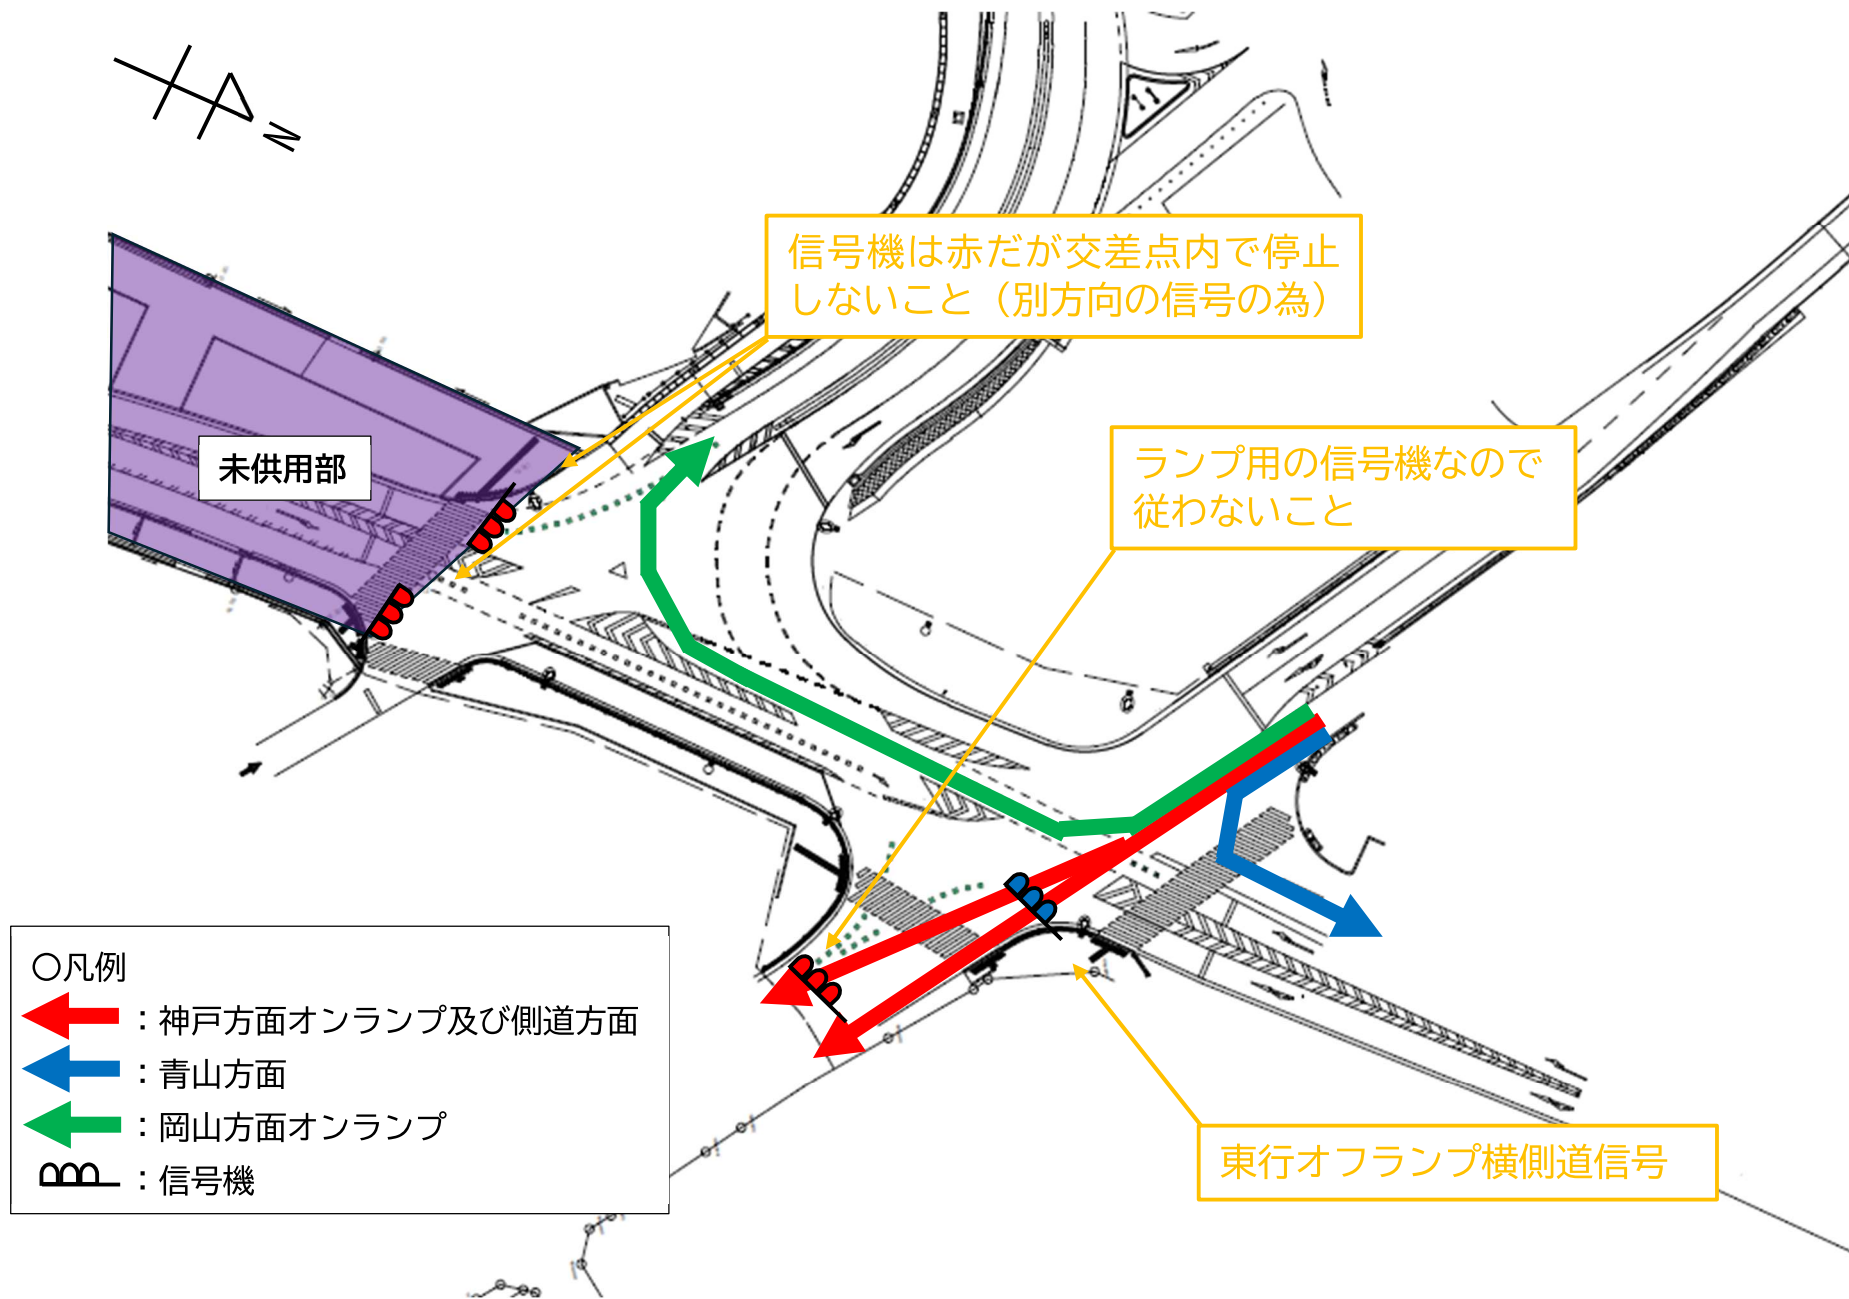 N
信号機は赤だが交差点内で停止
しないこと（別方向の信号の為）
ランプ用の信号機なので
従わないこと
未供用部
〇凡例
：神戸方面オンランプ及び側道方面
：青山方面
：岡山方面オンランプ
：信号機
東行オフランプ横側道信号